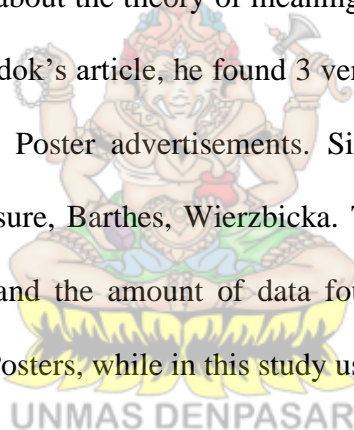 about the theory of meaning
dok's article, he found 3 ver
Poster advertisements. Si
sure, Barthes, Wierzbicka. T
and the amount of data fou
Posters, while in this study us
UNMAS DENPASAR